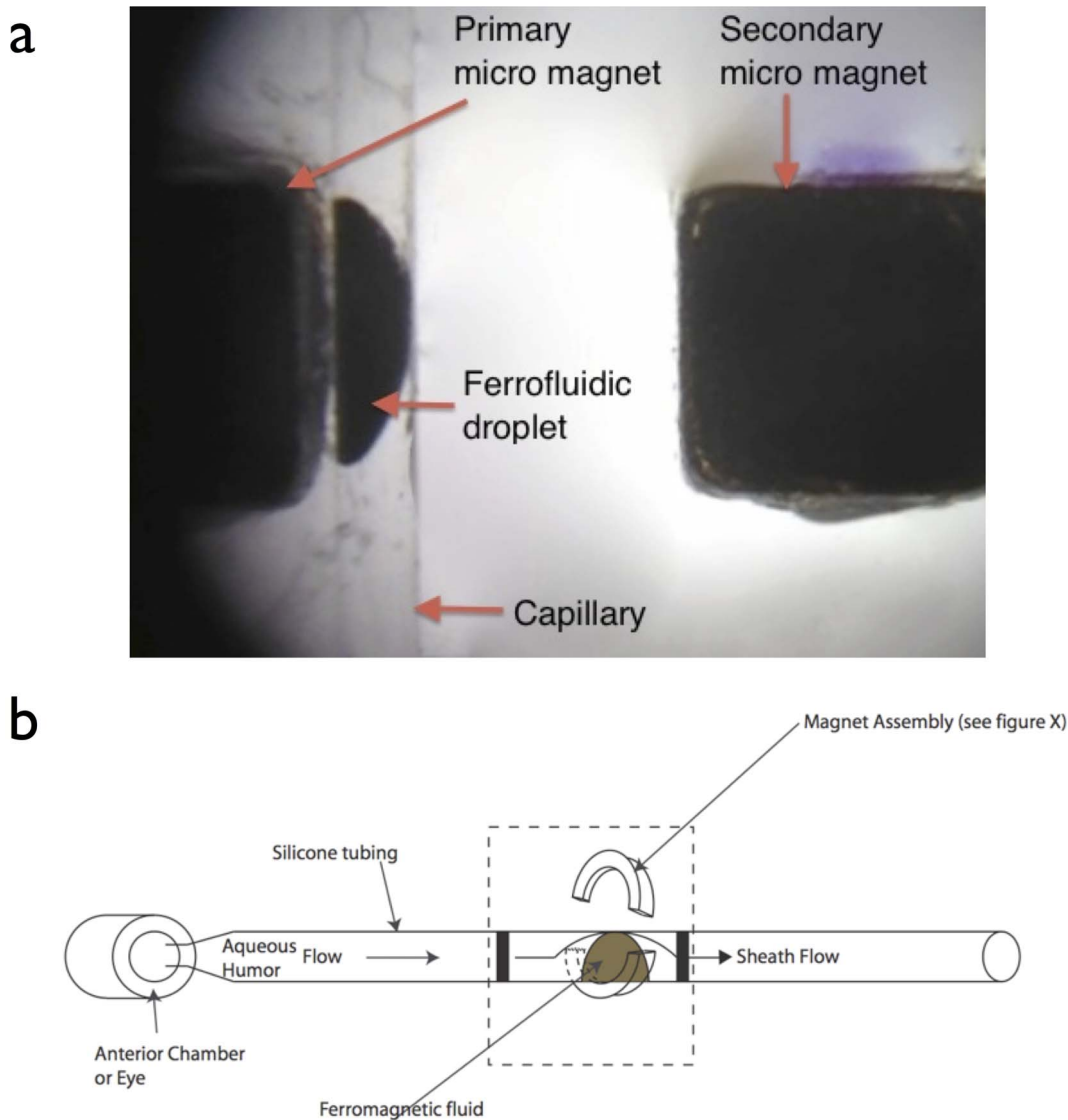 a
Primary
micro magnet
Secondary
micro magnet
Ferrofluidic
droplet
Capillary
b
Magnet Assembly (see figure X)
Silicone tubing
Aqueous
Humor
Flow
Sheath Flow
Anterior Chamber
or Eye
Ferromagnetic fluid